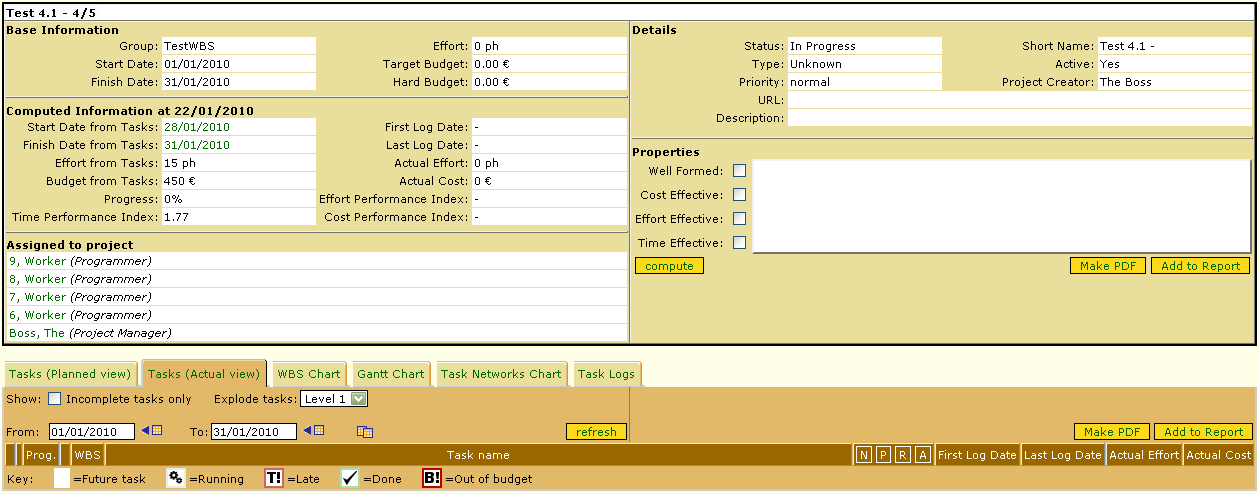 Test 4.1 - 4/5
Base Information
Group: TestWBS Effort: 0 ph
Start Date: 01/01/2010 Target Budget: 0.00 €
Finish Date: 31/01/2010 Hard Budget: 0.00 €
Computed Information at 22/01/2010
Start Date from Tasks: 28/01/2010 First Log Date: -
Finish Date from Tasks: 31/01/2010 Last Log Date: -
Effort from Tasks: 15 ph Actual Effort: 0 ph
Budget from Tasks: 450 € Actual Cost: 0 €
Progress: 0% Effort Performance Index: -
Time Performance Index: 1.77 Cost Performance Index: -
Assigned to project
9, Worker (Programmer)
8, Worker (Programmer)
7, Worker (Programmer)
6, Worker (Programmer)
Boss, The (Project Manager)
Details
Status: In Progress Short Name: Test 4.1 -
Type: Unknown Active: Yes
Priority: normal Project Creator: The Boss
URL:
Description:
Properties
Well Formed:
Cost Effective:
Effort Effective:
Time Effective:
compute Make PDF Add to Report
Tasks (Planned view) Tasks (Actual view) WBS Chart Gantt Chart Task Networks Chart Task Logs
Show: Incomplete tasks only Explode tasks: Level 1
From: 01/01/2010 To: 31/01/2010 refresh Make PDF Add to Report
Prog. WBS Task name N P R A First Log Date Last Log Date Actual Effort Actual Cost
Key: =Future task =Running T! =Late =Done B! =Out of budget